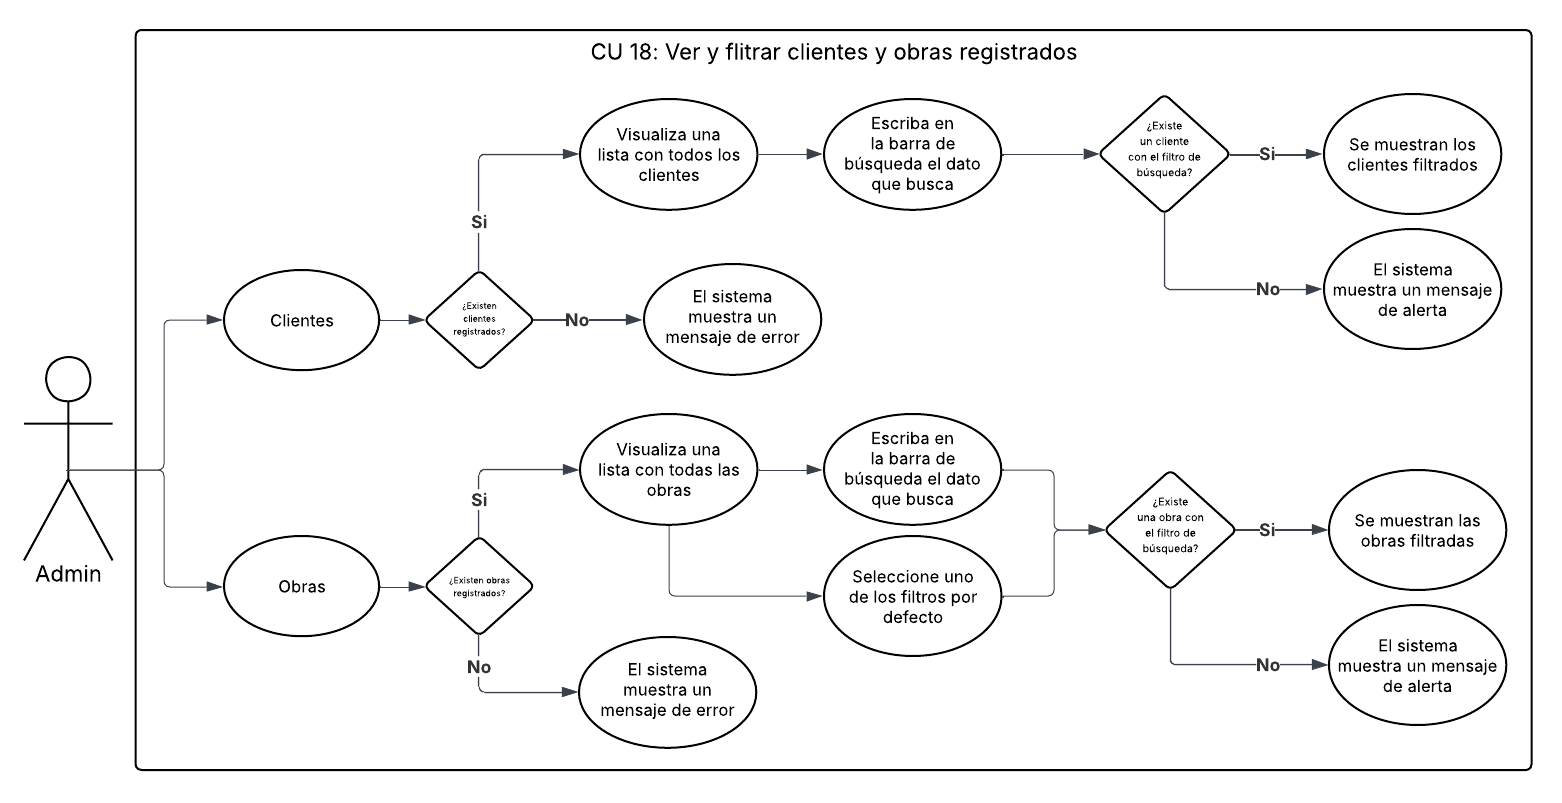 CU 18: Ver y flitrar clientes y obras registrados
Visualiza una
lista con todos los
clientes
Escriba en
la barra de
búsqueda el dato
que busca
¿Existe
un cliente
con el filtro de
búsqueda?
Si
Se muestran los
clientes filtrados
Si
El sistema
muestra un mensaje
de alerta
No
Clientes
¿Existen
clientes
registrados?
No
El sistema
muestra un
mensaje de error
Admin
Visualiza una
lista con todas las
obras
Escriba en
la barra de
búsqueda el dato
que busca
Si
¿Existe
una obra con
el filtro de
búsqueda?
Si
Se muestran las
obras filtradas
Obras
¿Existen obras
registrados?
Seleccione uno
de los filtros por
defecto
No
El sistema
muestra un mensaje
de alerta
No
El sistema
muestra un
mensaje de error